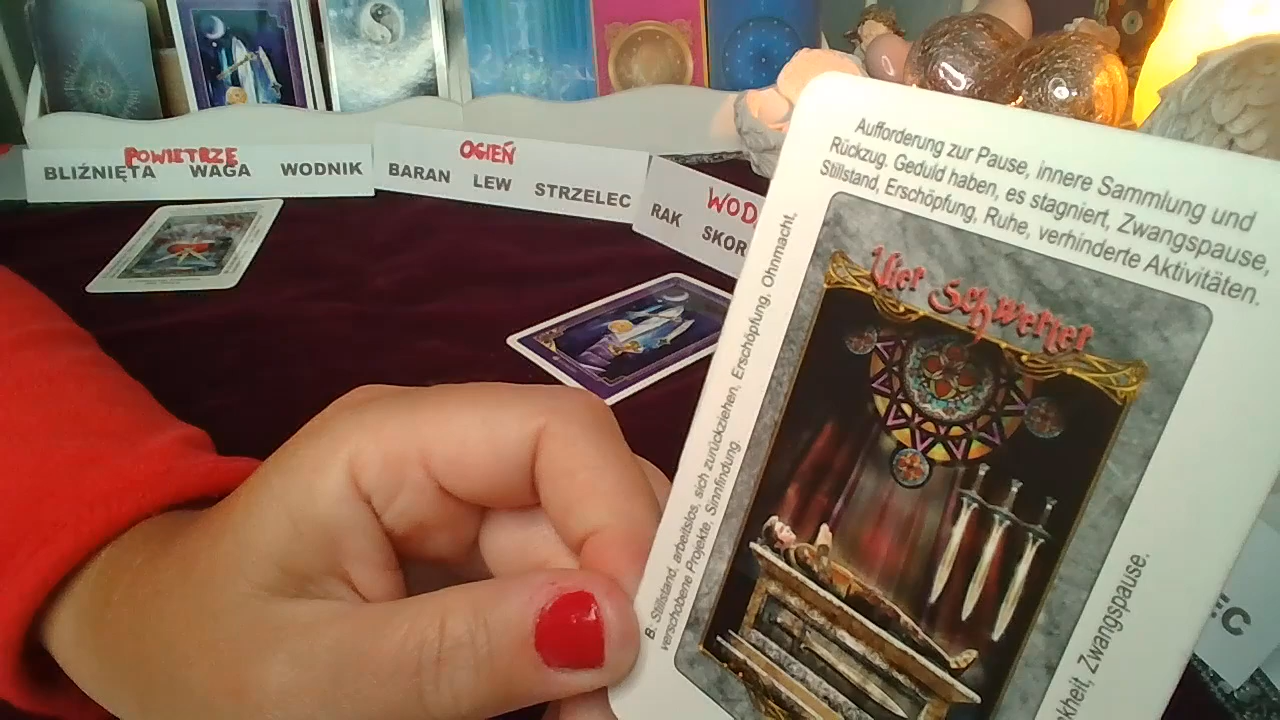 POWIETRZE
BLIŹNIĘTA WAGA WODNIK
OGIEŃ
BARAN LEW STRZELEC
WOD
RAK SKOR
Aufforderung zur Pause, innere Sammlung und
Rückzug. Geduld haben, es stagniert, Zwangspause,
Stillstand, Erschöpfung, Ruhe, verhinderte Aktivitäten.
Vier Schwerter
B. Stillstand, arbeitslos, sich zurückziehen, Erschöpfung, Ohnmacht,
verschobene Projekte, Sinnfindung.
kheit, Zwangspause.